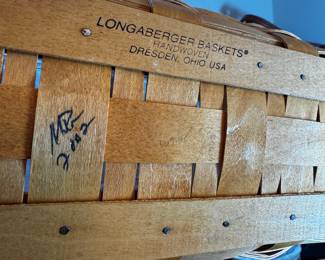 LONGABERGER BASKETS®
HANDWOVEN
DRESDEN, OHIO USA
2002